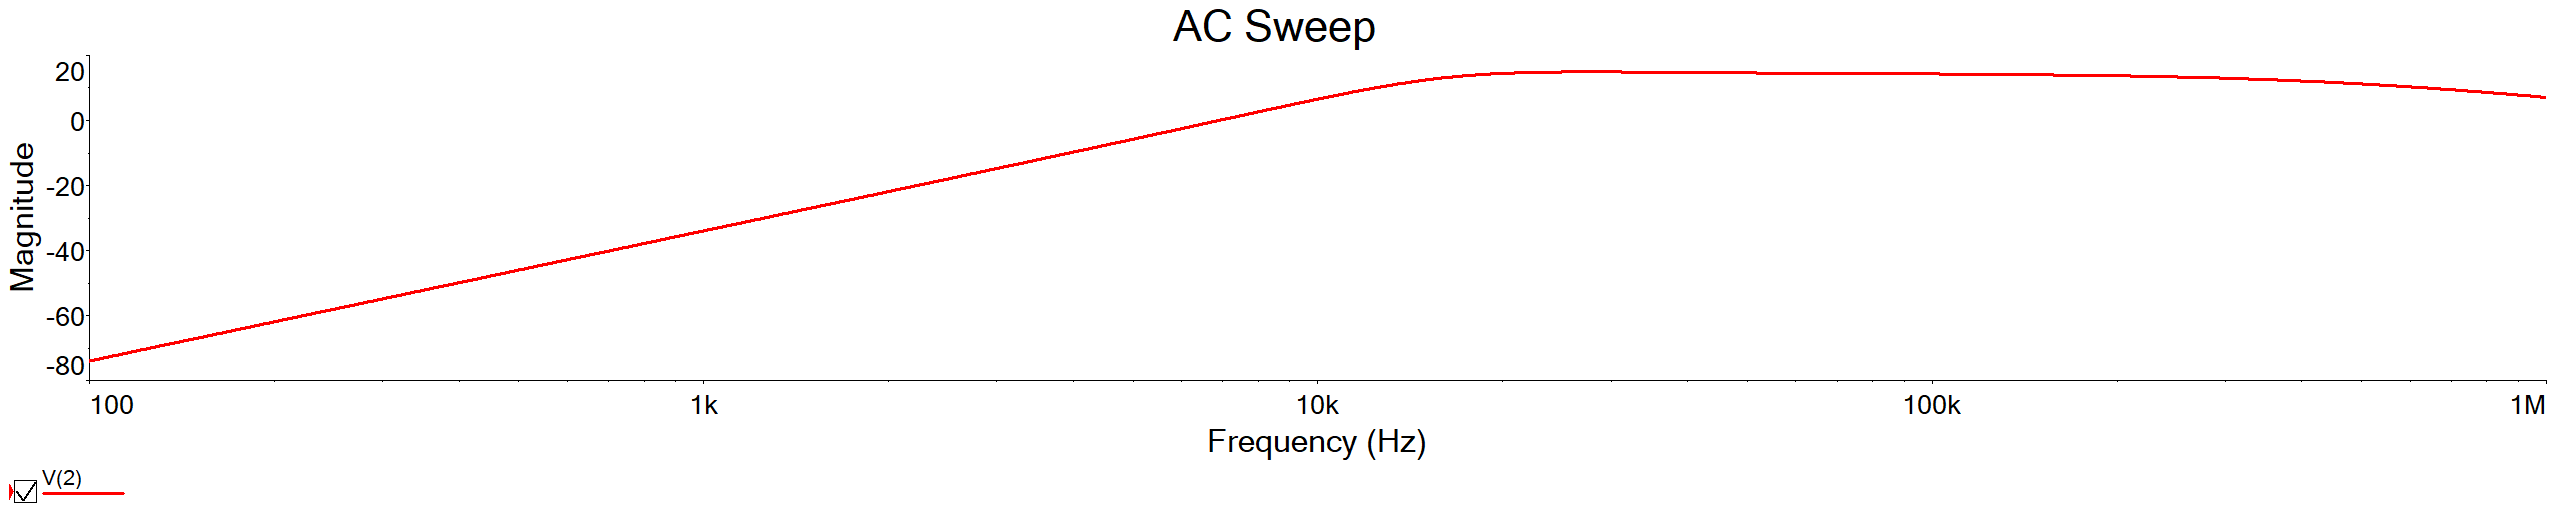 AC Sweep
Magnitude
20
0
-20
-40
-60
-80
100 1k 10k 100k 1M
Frequency (Hz)
V(2)